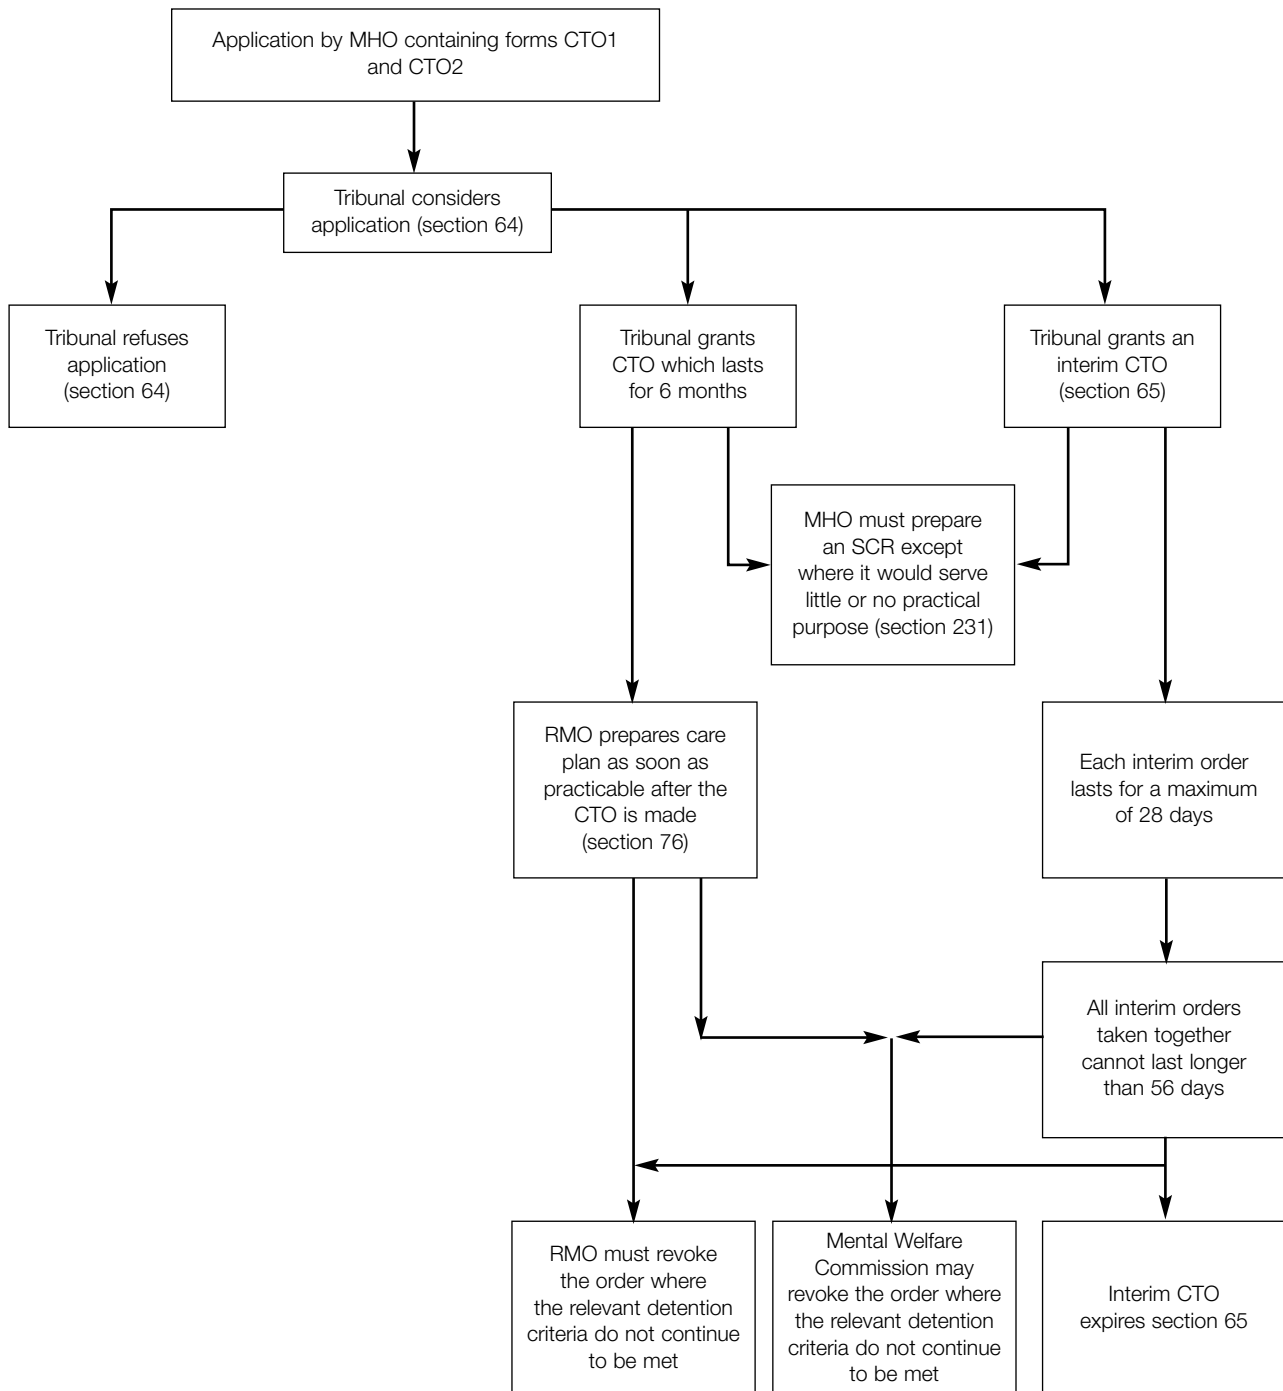 Application by MHO containing forms CTO1
and CTO2
Tribunal considers
application (section 64)
Tribunal refuses
application
(section 64)
Tribunal grants
CTO which lasts
for 6 months
Tribunal grants an
interim CTO
(section 65)
MHO must prepare
an SCR except
where it would serve
little or no practical
purpose (section 231)
RMO prepares care
plan as soon as
practicable after the
CTO is made
(section 76)
Each interim order
lasts for a maximum
of 28 days
All interim orders
taken together
cannot last longer
than 56 days
RMO must revoke
the order where
the relevant detention
criteria do not continue
to be met
Mental Welfare
Commission may
revoke the order where
the relevant detention
criteria do not continue
to be met
Interim CTO
expires section 65